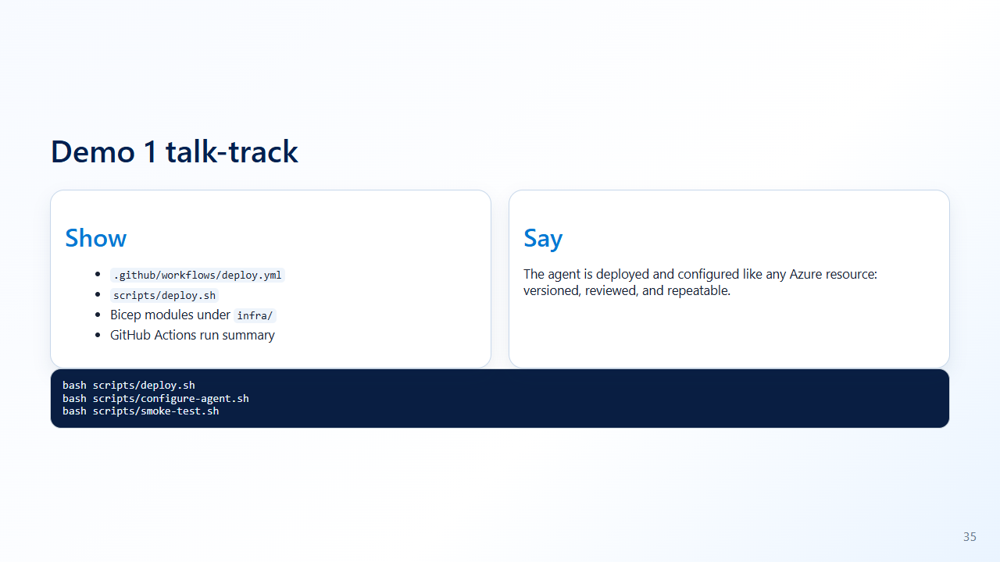 Demo 1 talk-track
Show
.github/workflows/deploy.yml
scripts/deploy.sh
Bicep modules under infra/
GitHub Actions run summary
Say
The agent is deployed and configured like any Azure resource:
versioned, reviewed, and repeatable.
bash scripts/deploy.sh
bash scripts/configure-agent.sh
bash scripts/smoke-test.sh
35